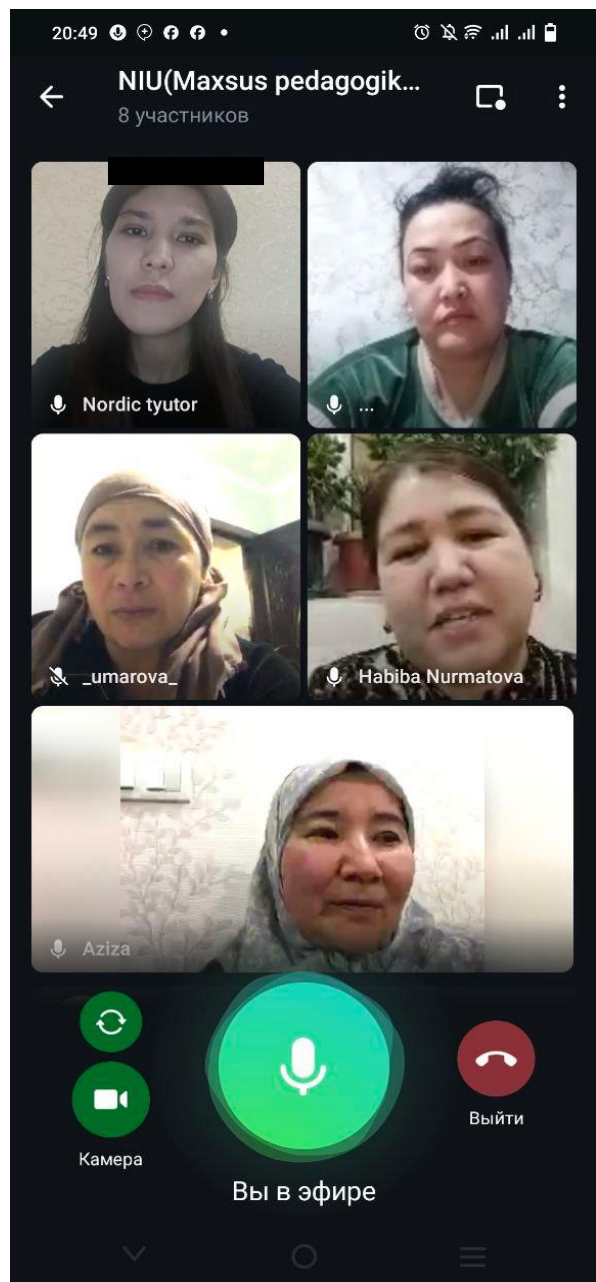 20:49
NIU(Maxsus pedagogik...
8 участников
Nordic tyutor
...
_umarova_
Habiba Nurmatova
Aziza
Выйти
Камера
Вы в эфире